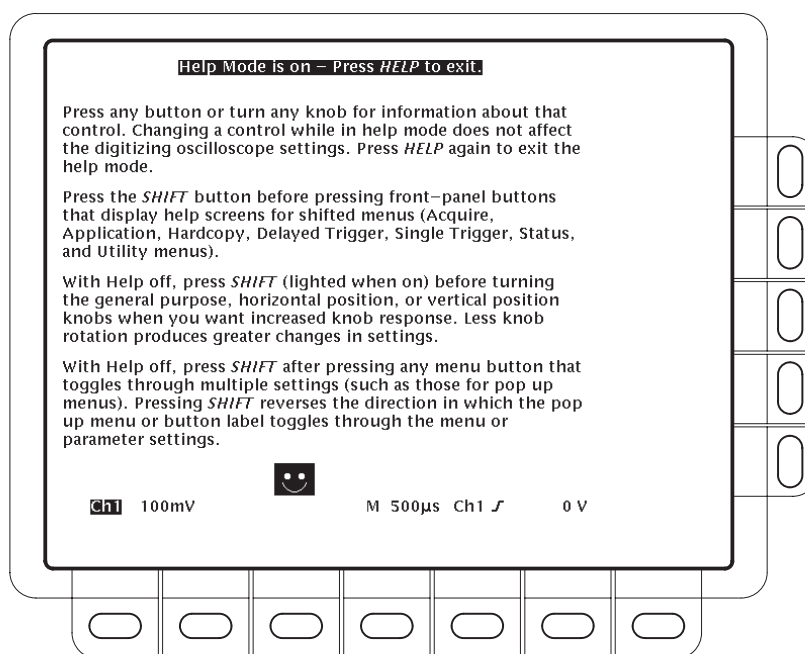 Help Mode is on – Press HELP to exit.
Press any button or turn any knob for information about that
control. Changing a control while in help mode does not affect
the digitizing oscilloscope settings. Press HELP again to exit the
help mode.
Press the SHIFT button before pressing front–panel buttons
that display help screens for shifted menus (Acquire,
Application, Hardcopy, Delayed Trigger, Single Trigger, Status,
and Utility menus).
With Help off, press SHIFT (lighted when on) before turning
the general purpose, horizontal position, or vertical position
knobs when you want increased knob response. Less knob
rotation produces greater changes in settings.
With Help off, press SHIFT after pressing any menu button that
toggles through multiple settings (such as those for pop up
menus). Pressing SHIFT reverses the direction in which the pop
up menu or button label toggles through the menu or
parameter settings.
Ch1 100mV M 500µs Ch1 0 V